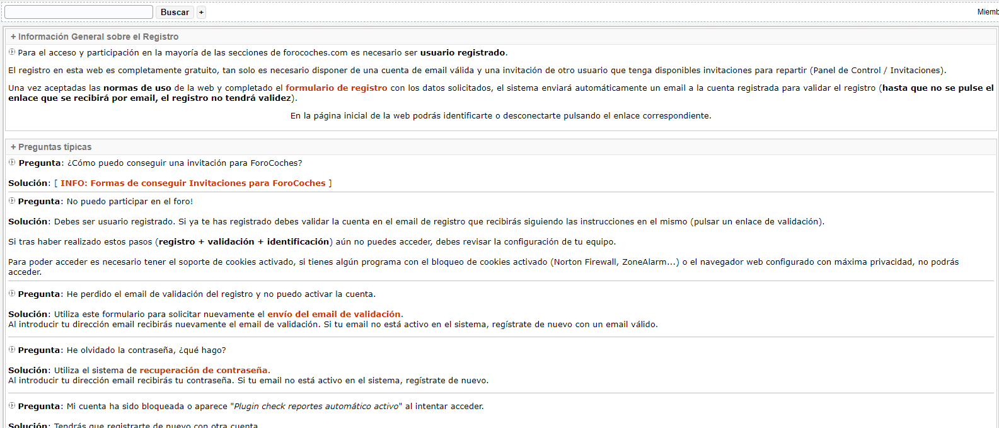 Buscar +
Miemb
+ Información General sobre el Registro
Para el acceso y participación en la mayoría de las secciones de forocoches.com es necesario ser usuario registrado.
El registro en esta web es completamente gratuito, tan solo es necesario disponer de una cuenta de email válida y una invitación de otro usuario que tenga disponibles invitaciones para repartir (Panel de Control / Invitaciones).
Una vez aceptadas las normas de uso de la web y completado el formulario de registro con los datos solicitados, el sistema enviará automáticamente un email a la cuenta registrada para validar el registro (hasta que no se pulse el
enlace que se recibirá por email, el registro no tendrá validez).
En la página inicial de la web podrás identificarte o desconectarte pulsando el enlace correspondiente.
+ Preguntas típicas
Pregunta: ¿Cómo puedo conseguir una invitación para ForoCoches?
Solución: [ INFO: Formas de conseguir Invitaciones para ForoCoches ]
Pregunta: No puedo participar en el foro!
Solución: Debes ser usuario registrado. Si ya te has registrado debes validar la cuenta en el email de registro que recibirás siguiendo las instrucciones en el mismo (pulsar un enlace de validación).
Si tras haber realizado estos pasos (registro + validación + identificación) aún no puedes acceder, debes revisar la configuración de tu equipo.
Para poder acceder es necesario tener el soporte de cookies activado, si tienes algún programa con el bloqueo de cookies activado (Norton Firewall, ZoneAlarm...) o el navegador web configurado con máxima privacidad, no podrás
acceder.
Pregunta: He perdido el email de validación del registro y no puedo activar la cuenta.
Solución: Utiliza este formulario para solicitar nuevamente el envío del email de validación.
Al introducir tu dirección email recibirás nuevamente el email de validación. Si tu email no está activo en el sistema, regístrate de nuevo con un email válido.
Pregunta: He olvidado la contraseña, ¿qué hago?
Solución: Utiliza el sistema de recuperación de contraseña.
Al introducir tu dirección email recibirás tu contraseña. Si tu email no está activo en el sistema, regístrate de nuevo.
Pregunta: Mi cuenta ha sido bloqueada o aparece "Plugin check reportes automático activo" al intentar acceder.
Solución: Tendrás que registrarte de nuevo con otra cuenta